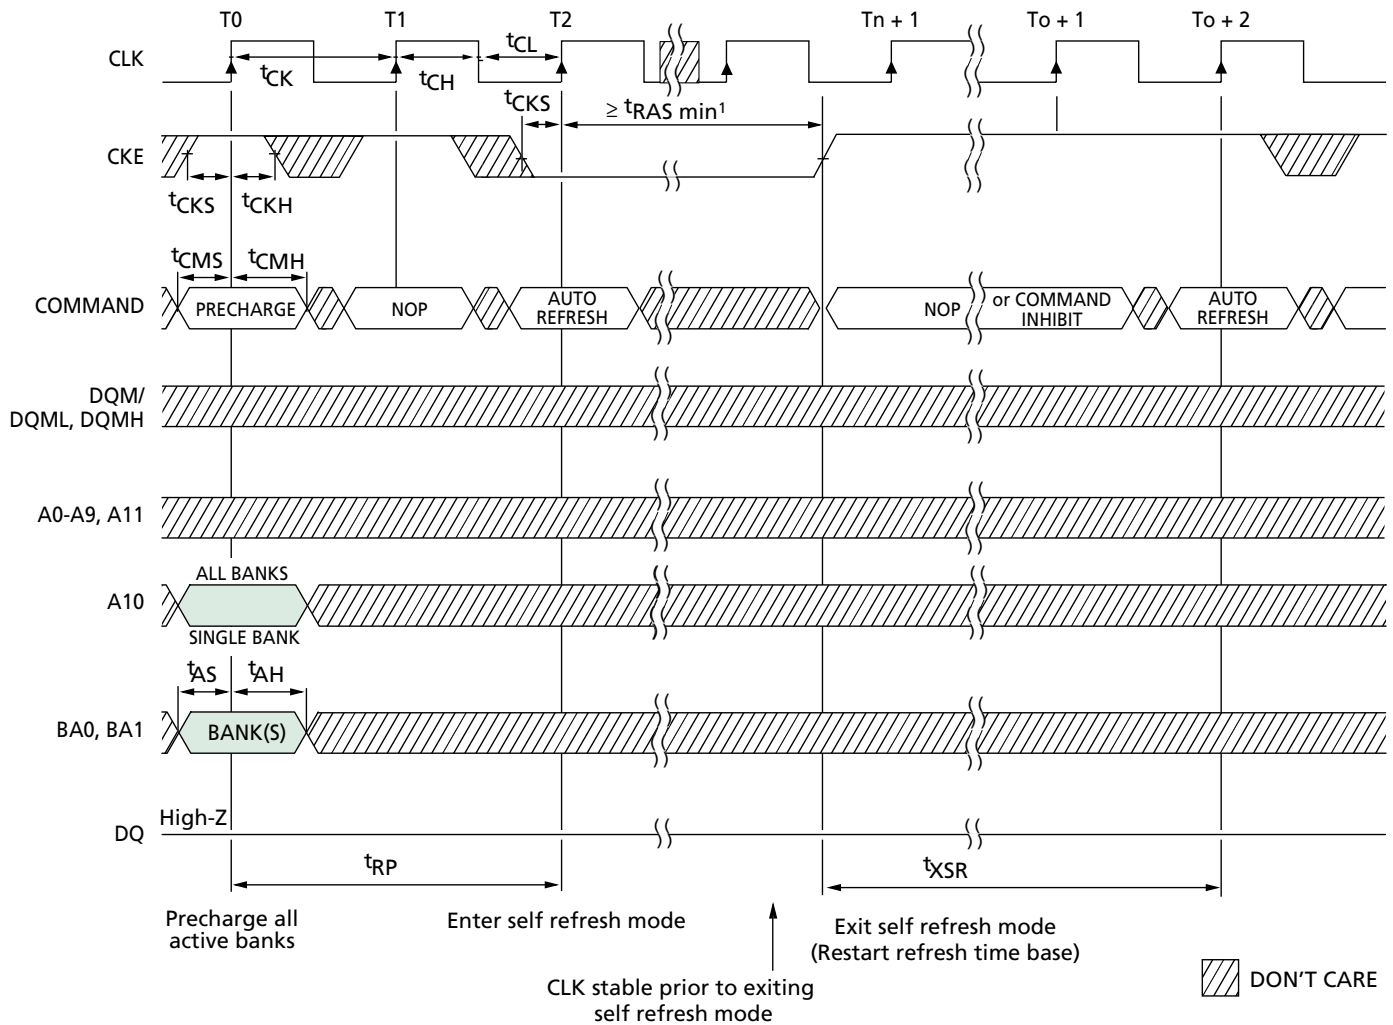 T0 T1 T2 Tn + 1 To + 1 To + 2
CLK
tCK tCH tCL
tCKS ≥ tRAS min1
CKE
tCKS tCKH
tCMS tCMH
COMMAND PRECHARGE NOP AUTO REFRESH NOP or COMMAND INHIBIT AUTO REFRESH
DQM/
DQML, DQMH
A0-A9, A11
ALL BANKS
A10
SINGLE BANK
tAS tAH
BA0, BA1 BANK(S)
High-Z
DQ
tRP tXSR
Precharge all
active banks
Enter self refresh mode
Exit self refresh mode
(Restart refresh time base)
CLK stable prior to exiting
self refresh mode
DON'T CARE